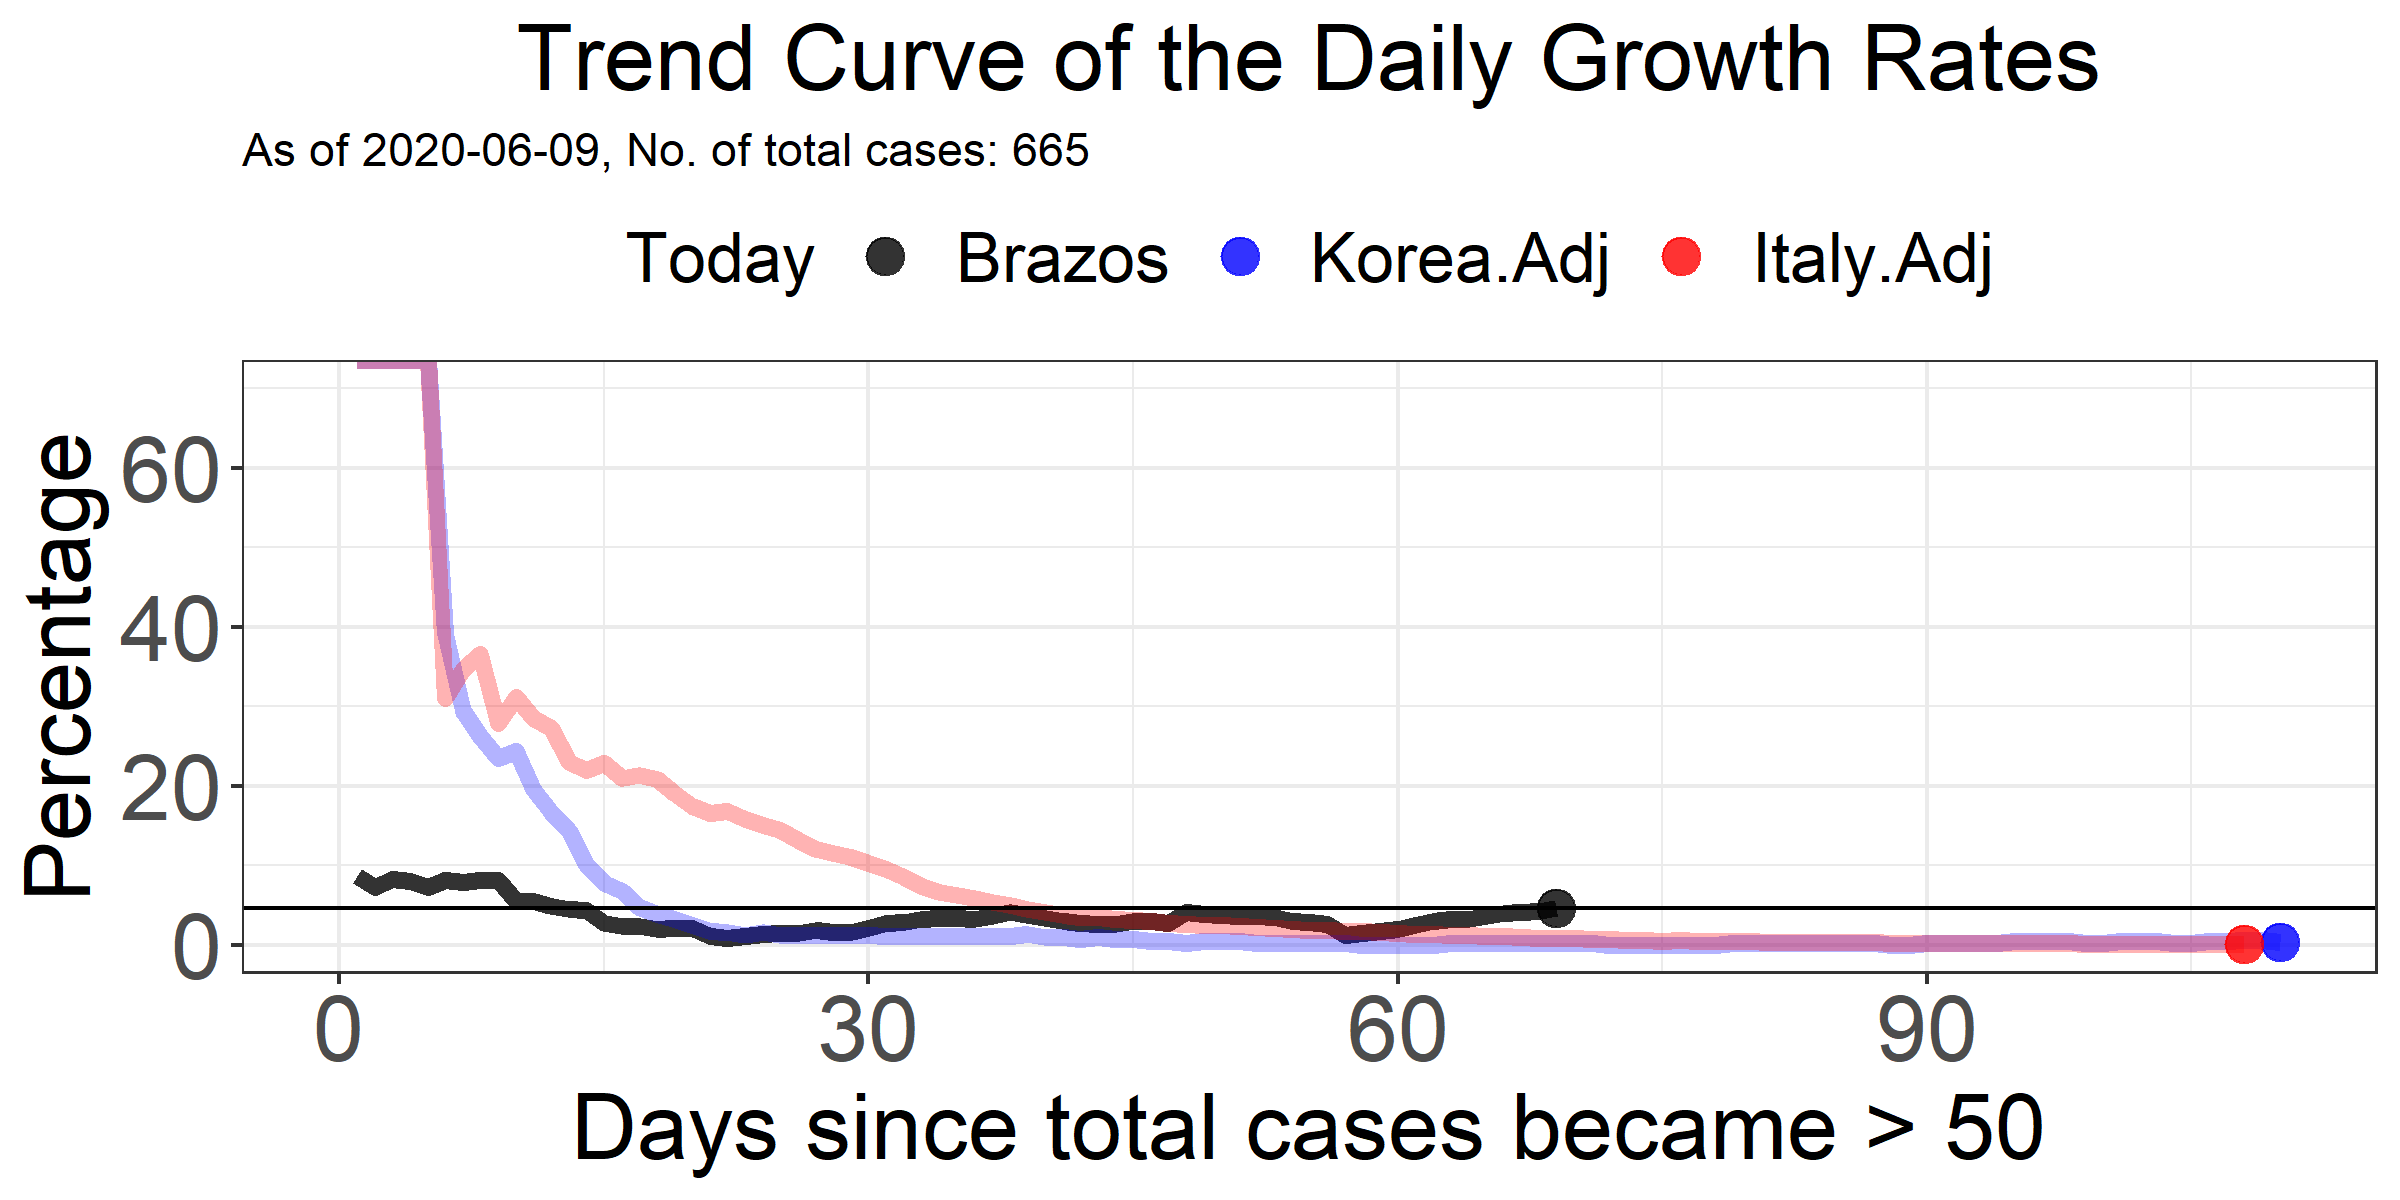 Trend Curve of the Daily Growth Rates
As of 2020-06-09, No. of total cases: 665
Today Brazos Korea.Adj Italy.Adj
Percentage
60
40
20
0
0 30 60 90
Days since total cases became > 50